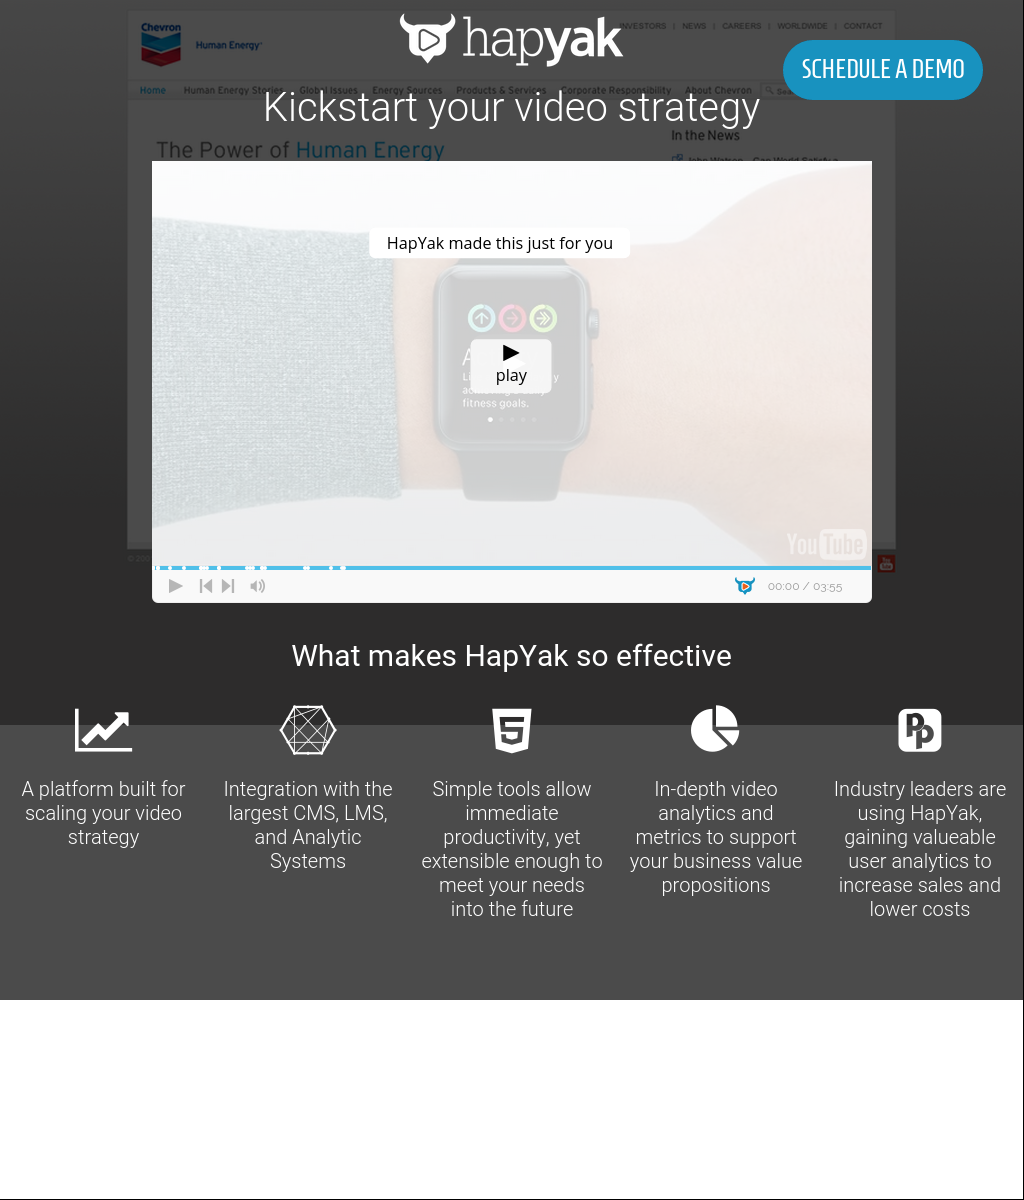 Chevron
Human Energy
INVESTORS | NEWS | CAREERS | WORLDWIDE | CONTACT
hapyak
SCHEDULE A DEMO
Home Human Energy Stories Global Issues Energy Sources Products & Services Corporate Responsibility About Chevron
Kickstart your video strategy
In the News
The Power of Human Energy
HapYak made this just for you
play
fitness goals.
YouTube
00:00 / 03:55
You
What makes HapYak so effective
A platform built for
scaling your video
strategy
Integration with the
largest CMS, LMS,
and Analytic
Systems
5
Simple tools allow
immediate
productivity, yet
extensible enough to
meet your needs
into the future
In-depth video
analytics and
metrics to support
your business value
propositions
Pp
Industry leaders are
using HapYak,
gaining valueable
user analytics to
increase sales and
lower costs